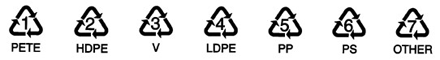 1 2 3 4 5 6 7
PETE HDPE V LDPE PP PS OTHER